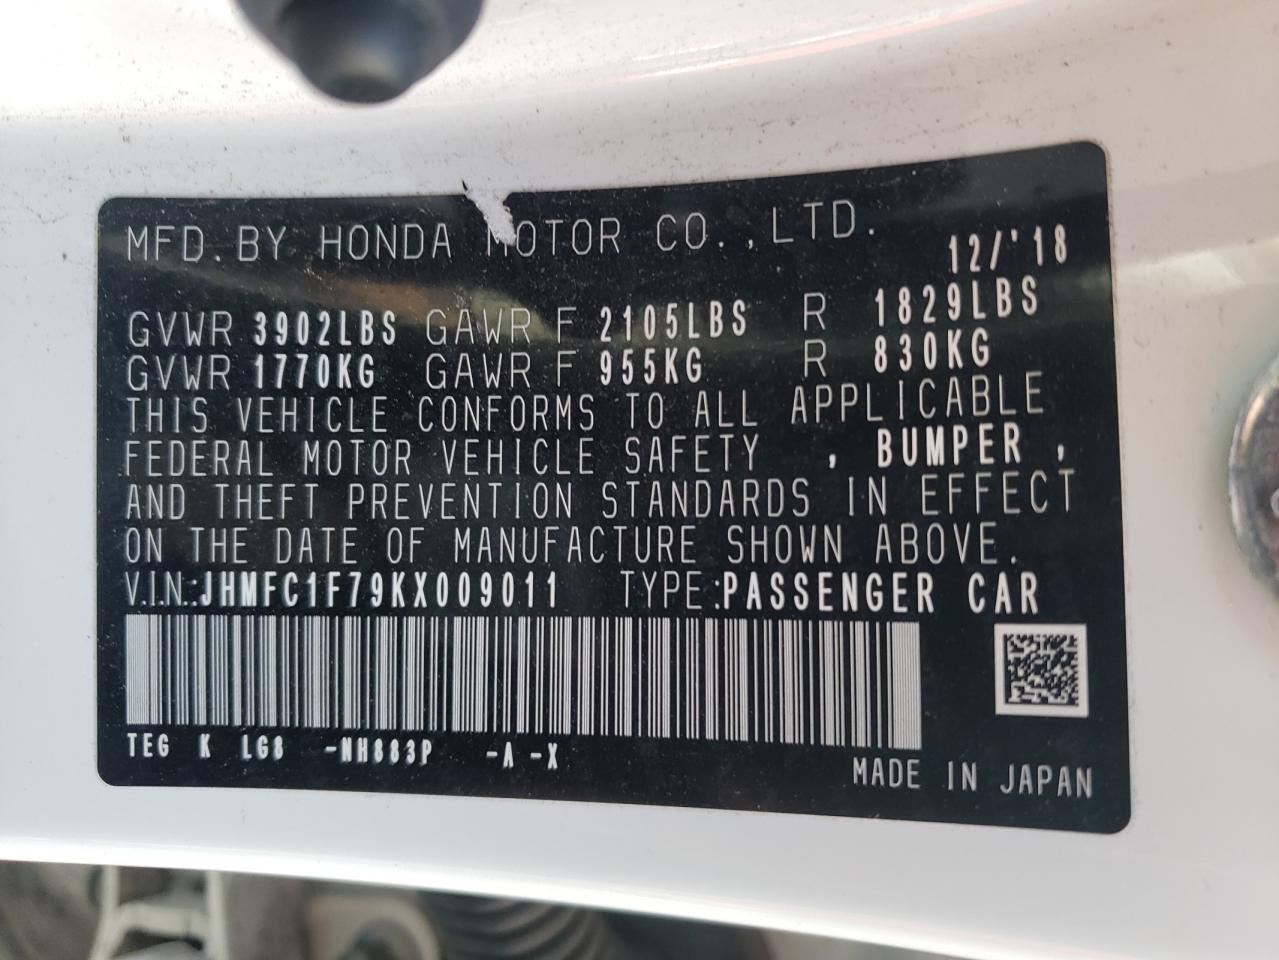 MFD. BY HONDA MOTOR CO., LTD. 12/'18
GVWR 3902LBS GAWR F 2105LBS R 1829LBS
GVWR 1770KG GAWR F 955KG R 830KG
THIS VEHICLE CONFORMS TO ALL APPLICABLE
FEDERAL MOTOR VEHICLE SAFETY , BUMPER ,
AND THEFT PREVENTION STANDARDS IN EFFECT
ON THE DATE OF MANUFACTURE SHOWN ABOVE.
V.I.N.:JHMFC1F79KX009011 TYPE:PASSENGER CAR
TEG K LG8 -NH883P -A -X
MADE IN JAPAN